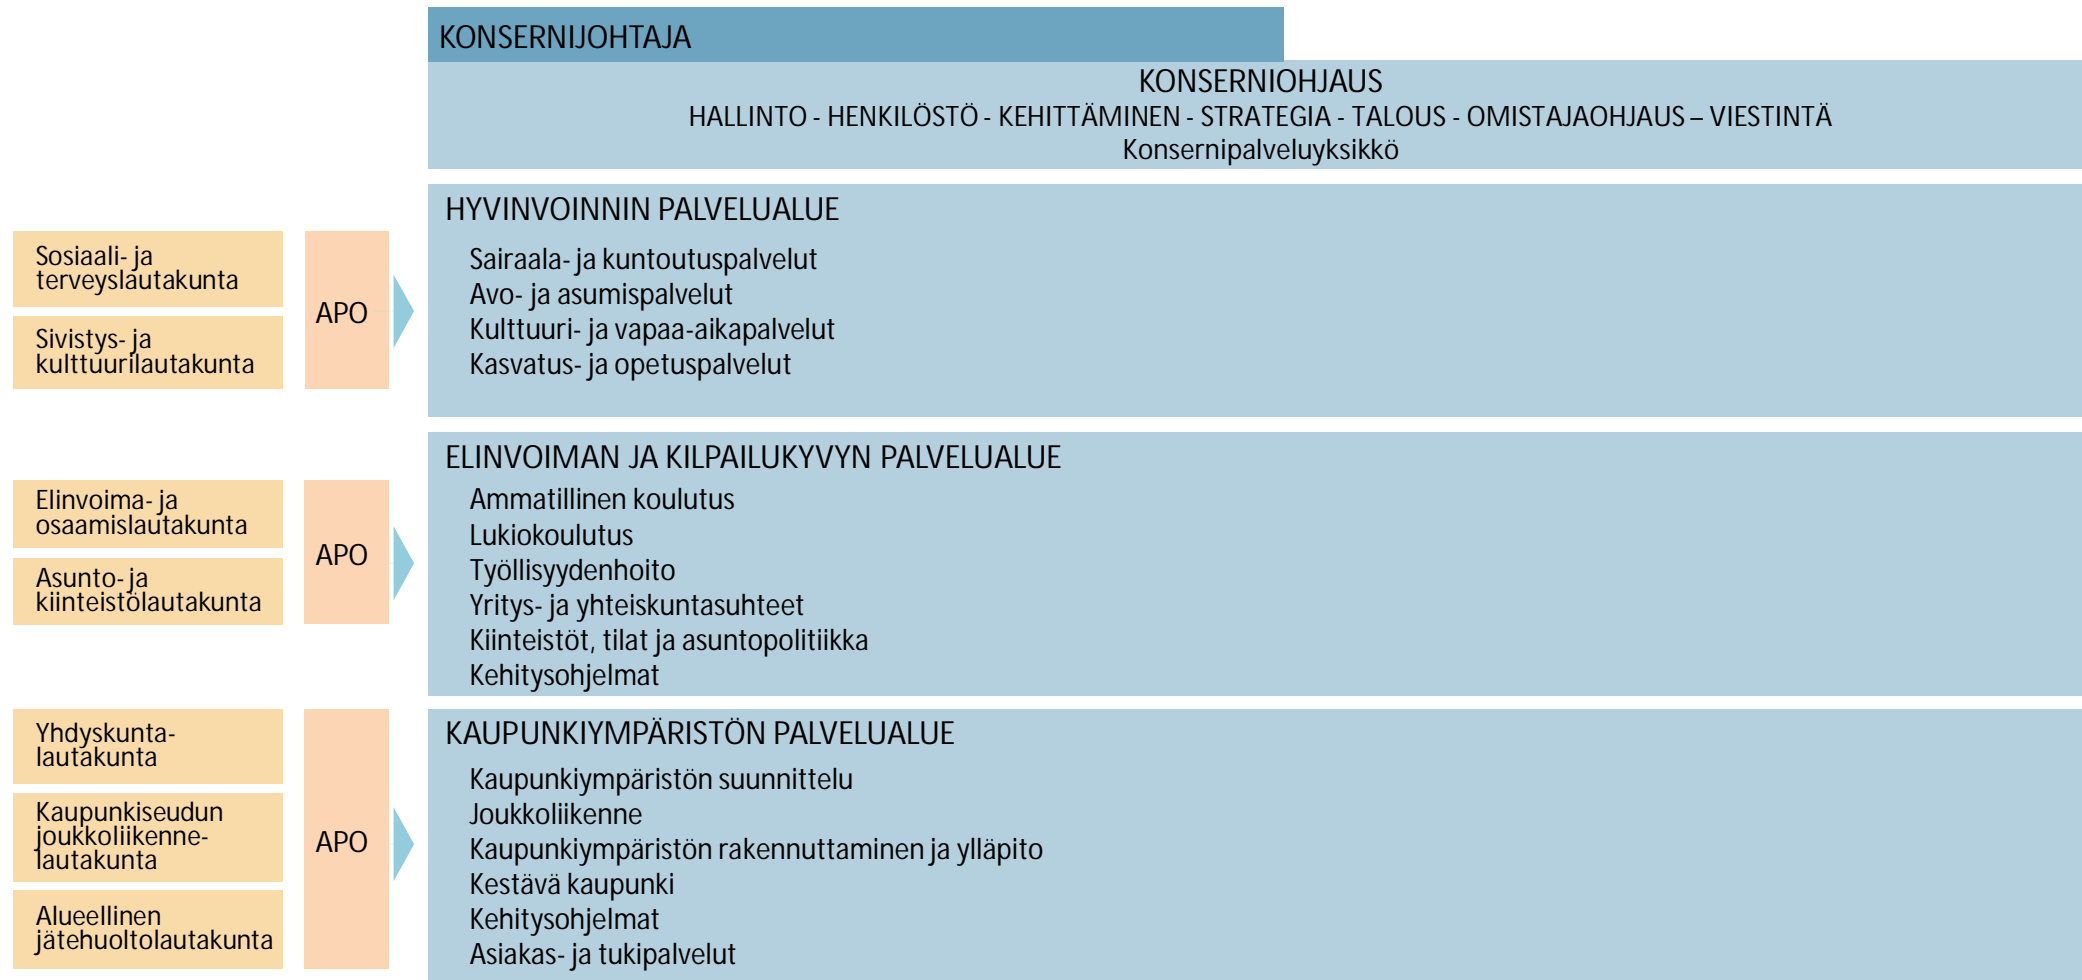 KONSERNIJOHTAJA
KONSERNIOHJAUS
HALLINTO - HENKILÖSTÖ - KEHITTÄMINEN - STRATEGIA - TALOUS - OMISTAJAOHJAUS – VIESTINTÄ
Konsernipalveluyksikkö
Sosiaali- ja
terveyslautakunta
Sivistys- ja
kulttuurilautakunta
APO
HYVINVOINNIN PALVELUALUE
Sairaala- ja kuntoutuspalvelut
Avo- ja asumispalvelut
Kulttuuri- ja vapaa-aikapalvelut
Kasvatus- ja opetuspalvelut
Elinvoima- ja
osaamislautakunta
Asunto- ja
kiinteistölautakunta
APO
ELINVOIMAN JA KILPAILUKYVYN PALVELUALUE
Ammatillinen koulutus
Lukiokoulutus
Työllisyydenhoito
Yritys- ja yhteiskuntasuhteet
Kiinteistöt, tilat ja asuntopolitiikka
Kehitysohjelmat
Yhdyskunta-
lautakunta
Kaupunkiseudun
joukkoliikenne-
lautakunta
Alueellinen
jätehuoltolautakunta
APO
KAUPUNKIYMPÄRISTÖN PALVELUALUE
Kaupunkiympäristön suunnittelu
Joukkoliikenne
Kaupunkiympäristön rakennuttaminen ja ylläpito
Kestävä kaupunki
Kehitysohjelmat
Asiakas- ja tukipalvelut